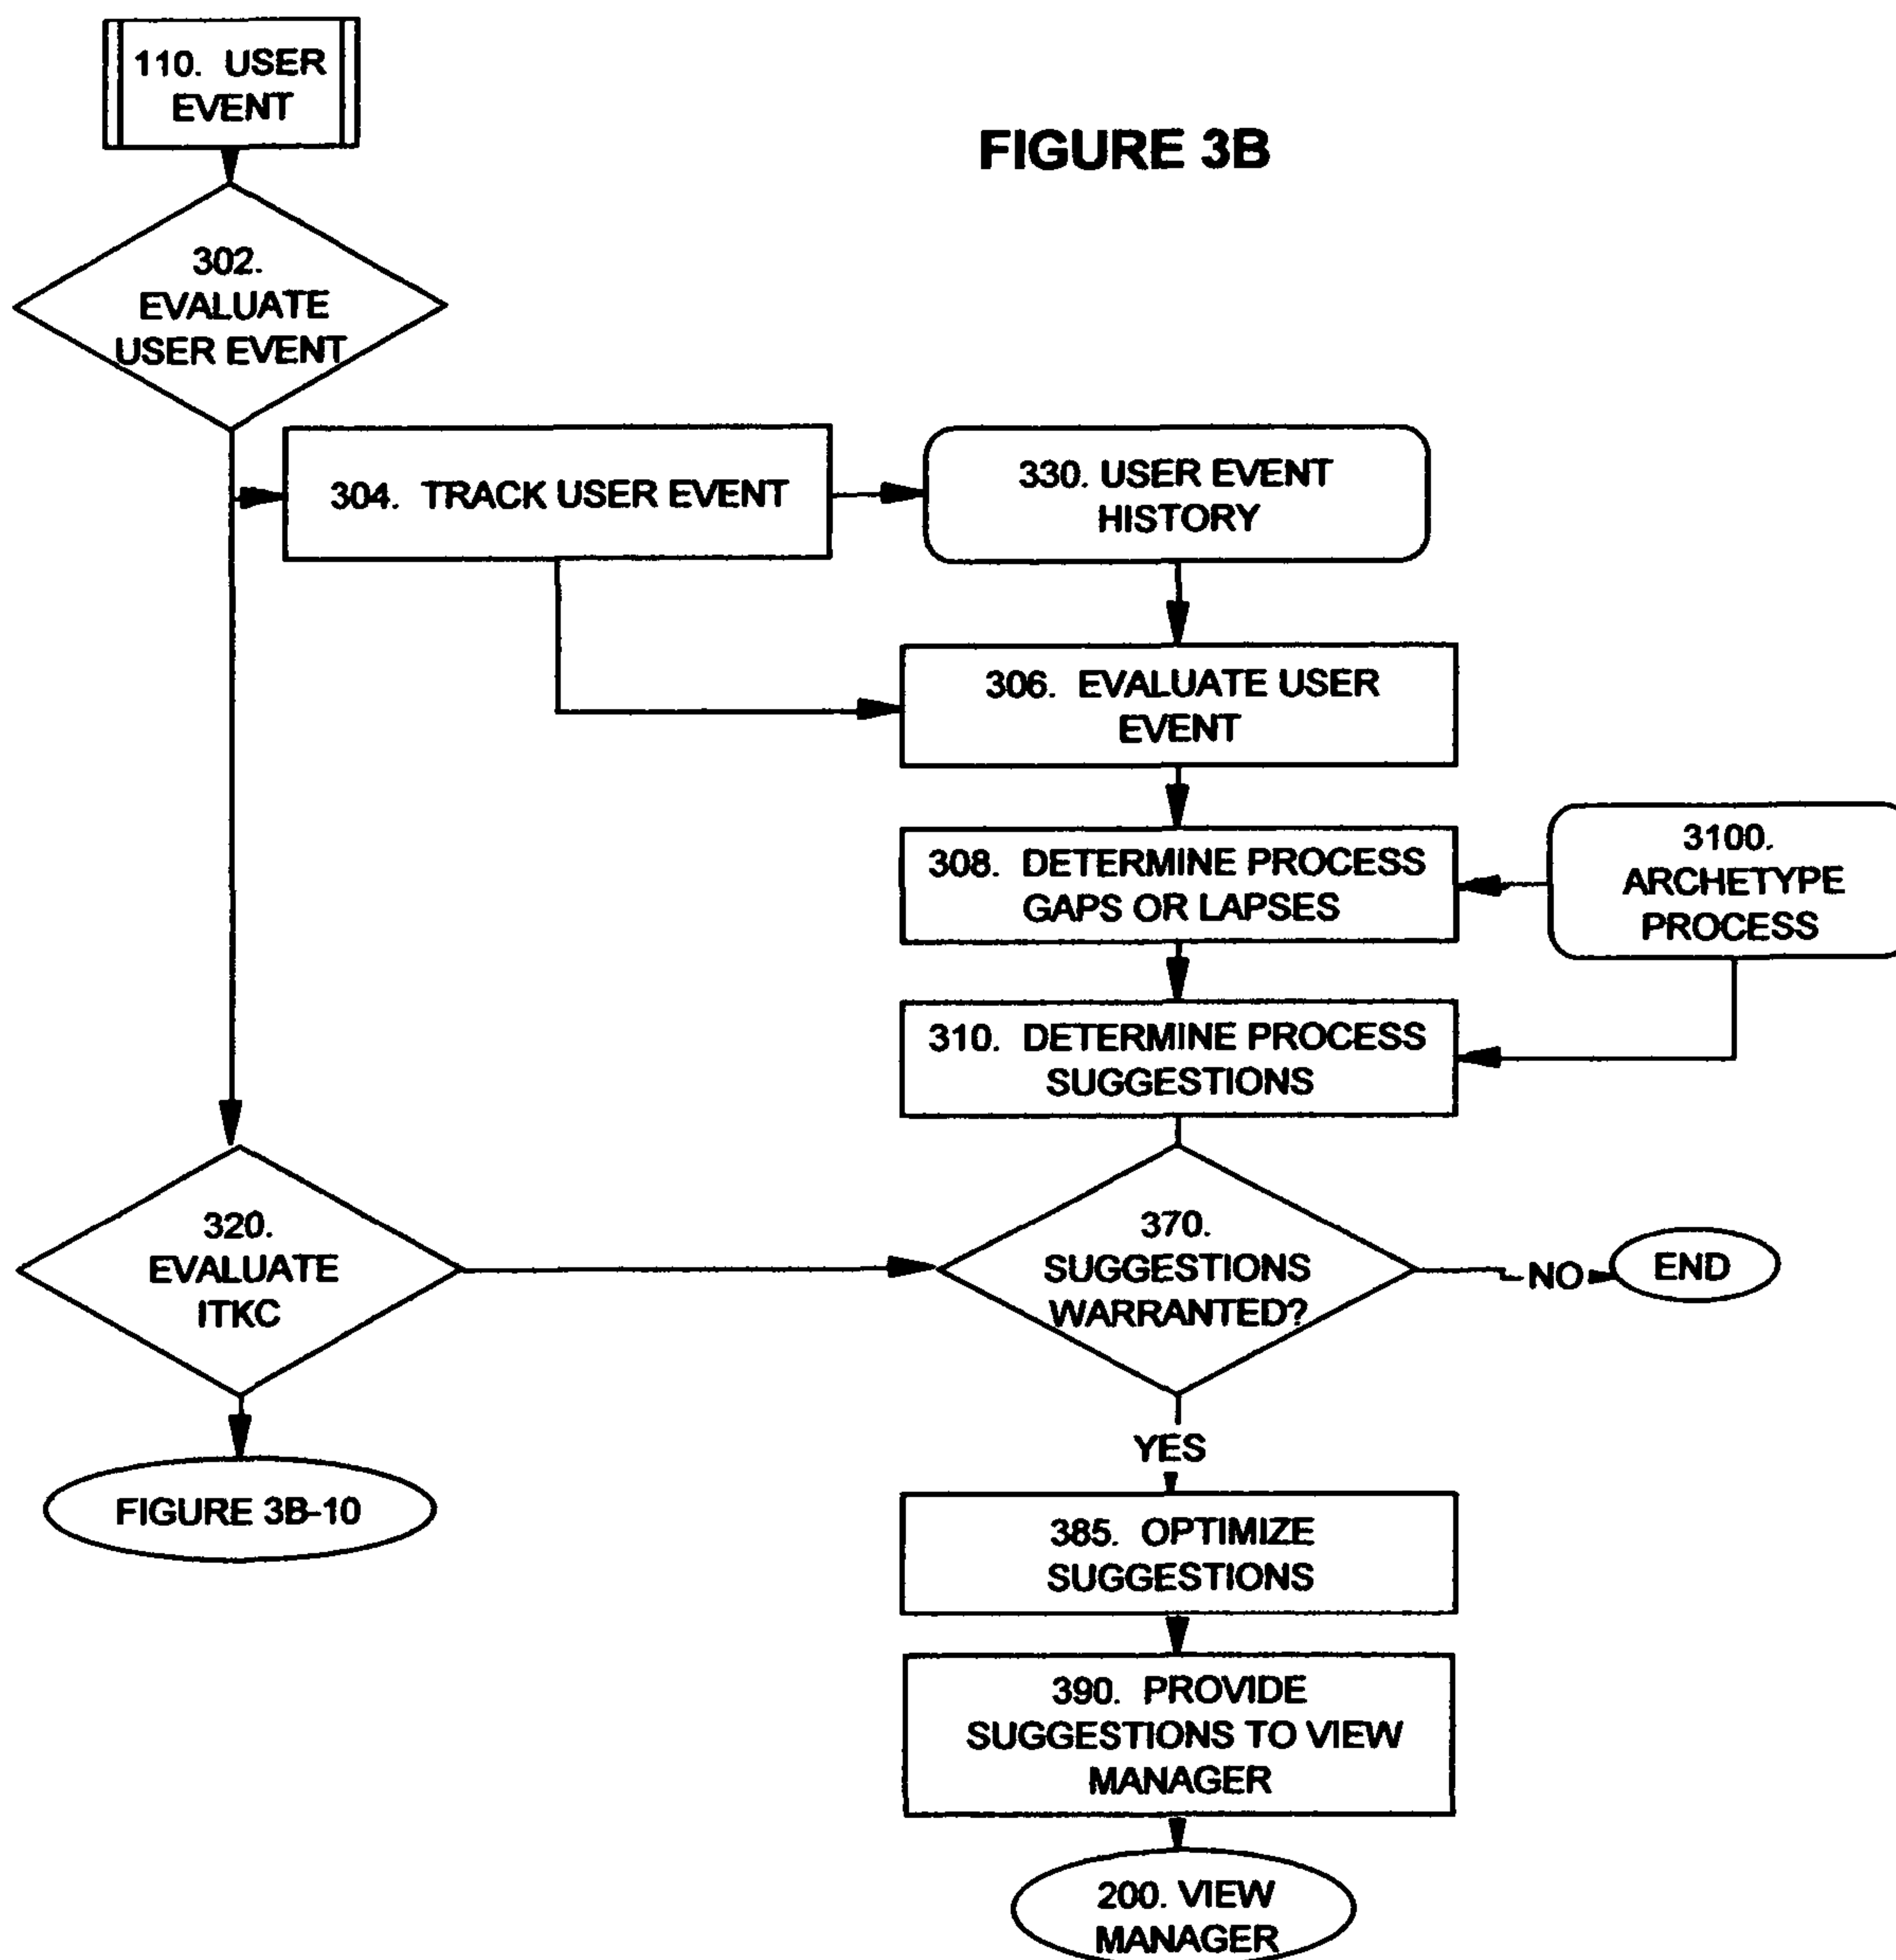 110. USER
EVENT
FIGURE 3B
302.
EVALUATE
USER EVENT
304. TRACK USER EVENT
330. USER EVENT
HISTORY
306. EVALUATE USER
EVENT
308. DETERMINE PROCESS
GAPS OR LAPSES
3100.
ARCHETYPE
PROCESS
310. DETERMINE PROCESS
SUGGESTIONS
320.
EVALUATE
ITKC
370.
SUGGESTIONS
WARRANTED?
NO
END
YES
FIGURE 3B-10
385. OPTIMIZE
SUGGESTIONS
390. PROVIDE
SUGGESTIONS TO VIEW
MANAGER
200. VIEW
MANAGER